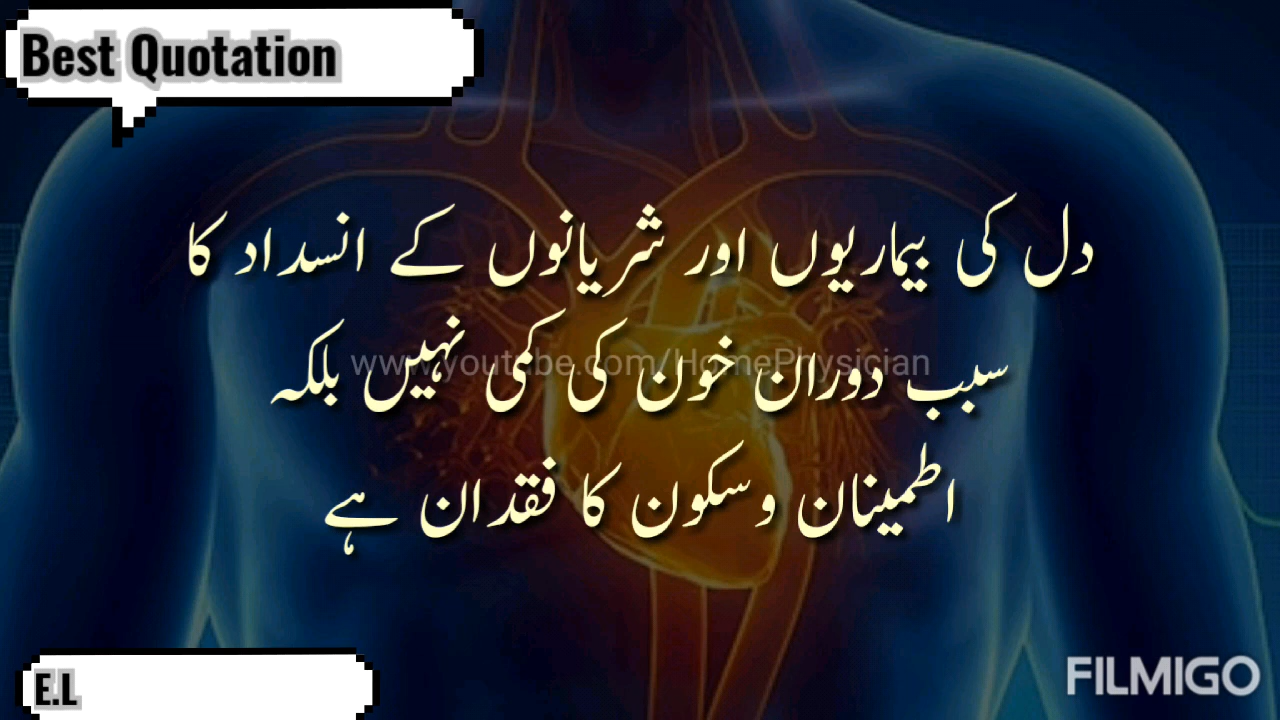 Best Quotation
دل کی بیماریوں اور شریانوں کے انسداد کا
www.youtube.com/HomePhysician
سبب دوران خون کی کمی نہیں بلکہ
اطمینان وسکون کا فقدان ہے
E.L
FILMIGO